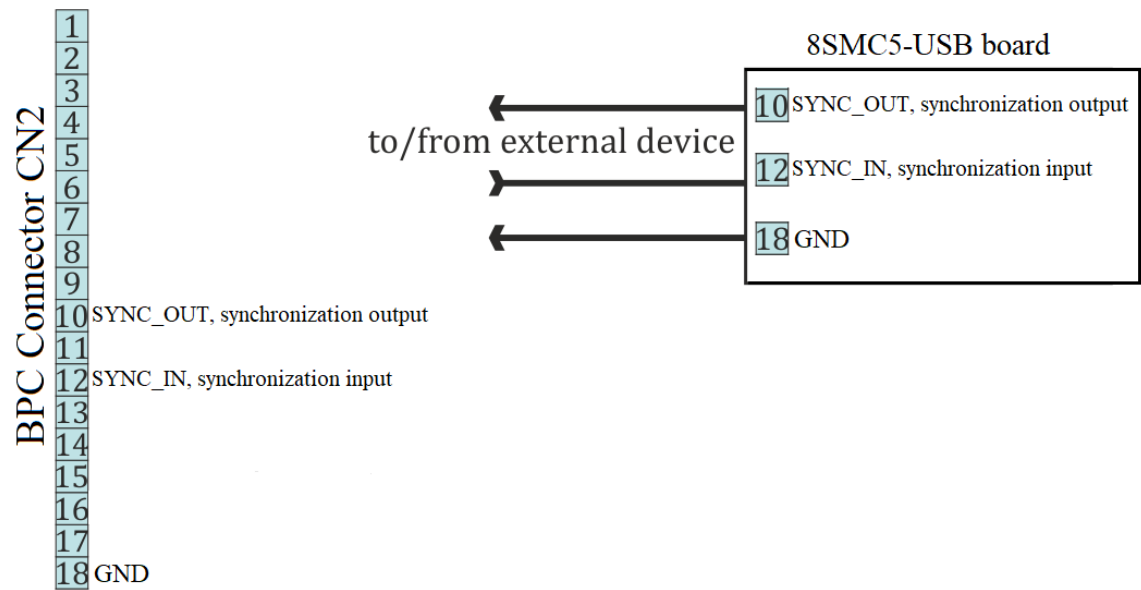 BPC Connector CN2
1
2
3
4
5
6
7
8
9
10 SYNC_OUT, synchronization output
11
12 SYNC_IN, synchronization input
13
14
15
16
17
18 GND
to/from external device
8SMC5-USB board
10 SYNC_OUT, synchronization output
12 SYNC_IN, synchronization input
18 GND